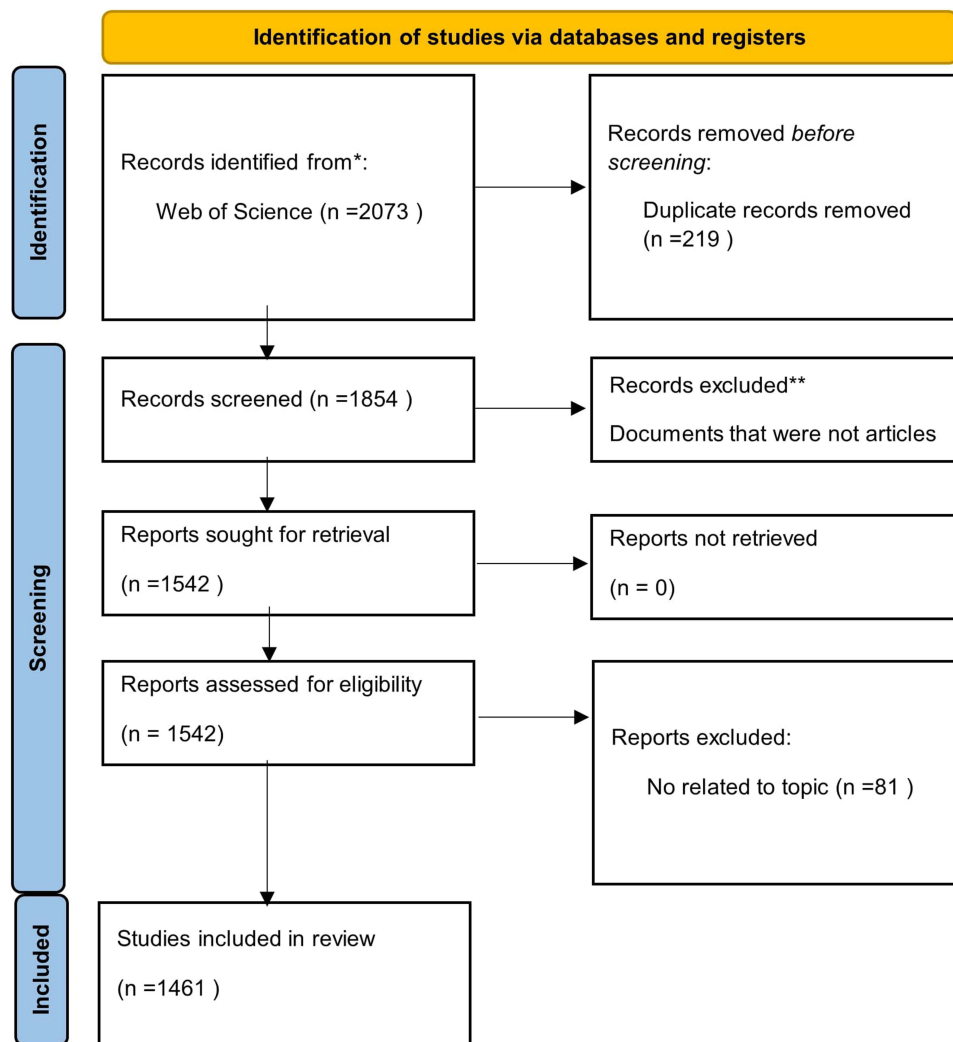 Identification of studies via databases and registers
Identification
Records identified from*:
Web of Science (n =2073 )
Records removed before
screening:
Duplicate records removed
(n =219 )
Screening
Records screened (n =1854 )
Records excluded**
Documents that were not articles
Reports sought for retrieval
(n =1542 )
Reports not retrieved
(n = 0)
Reports assessed for eligibility
(n = 1542)
Reports excluded:
No related to topic (n =81 )
Included
Studies included in review
(n =1461 )